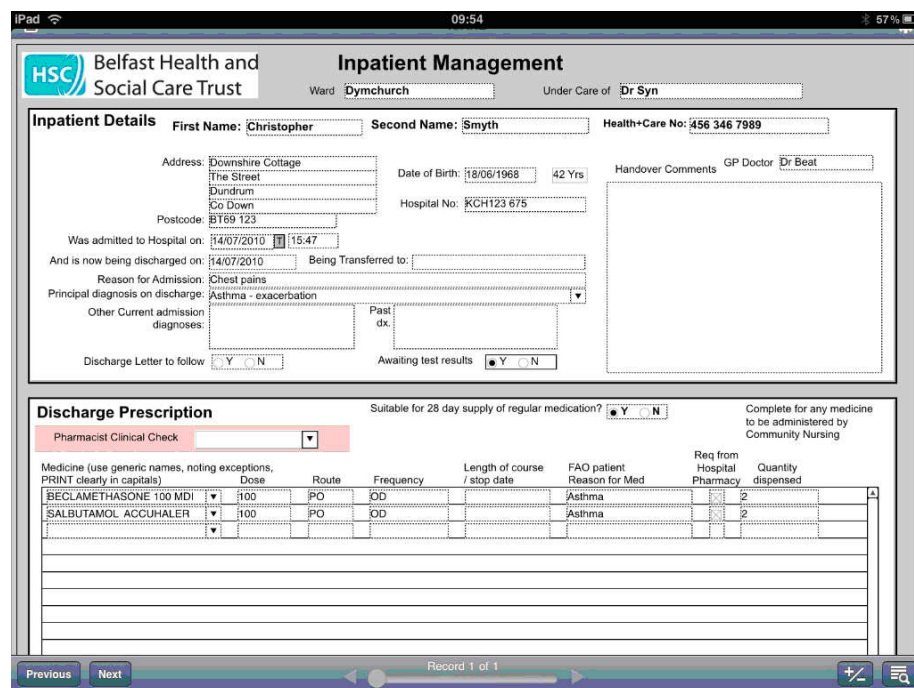 iPad 09:54 57%
HSC Belfast Health and Social Care Trust
Inpatient Management
Ward Dymchurch Under Care of Dr Syn
Inpatient Details First Name: Christopher Second Name: Smyth Health+Care No: 456 346 7989
Address: Downshire Cottage
The Street
Dundrum
Co Down
Postcode: BT69 123
Date of Birth: 18/06/1968 42 Yrs
Hospital No: KCH123 675
Handover Comments GP Doctor Dr Beat
Was admitted to Hospital on: 14/07/2010 T 15:47
And is now being discharged on: 14/07/2010 Being Transferred to:
Reason for Admission: Chest pains
Principal diagnosis on discharge: Asthma - exacerbation
Other Current admission diagnoses: Past dx.
Discharge Letter to follow Y N Awaiting test results Y N
Discharge Prescription Suitable for 28 day supply of regular medication? Y N
Complete for any medicine to be administered by Community Nursing
Pharmacist Clinical Check
Medicine (use generic names, noting exceptions, PRINT clearly in capitals) Dose Route Frequency Length of course / stop date FAO patient Reason for Med Req from Hospital Pharmacy Quantity dispensed
BECLAMETHASONE 100 MDI 100 PO OD Asthma 2
SALBUTAMOL ACCUHALER 100 PO OD Asthma 2
Previous Next Record 1 of 1 +/-